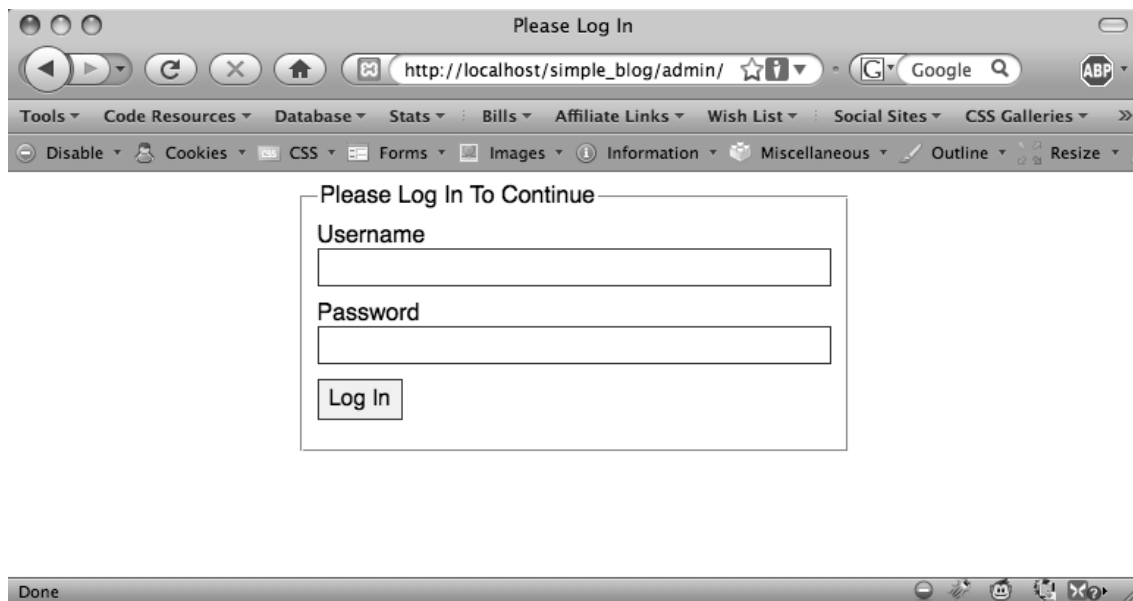 Please Log In
http://localhost/simple_blog/admin/ G Google ABP
Tools Code Resources Database Stats Bills Affiliate Links Wish List Social Sites CSS Galleries »
Disable Cookies CSS CSS Forms Images Information Miscellaneous Outline Resize
Please Log In To Continue
Username
Password
Log In
Done